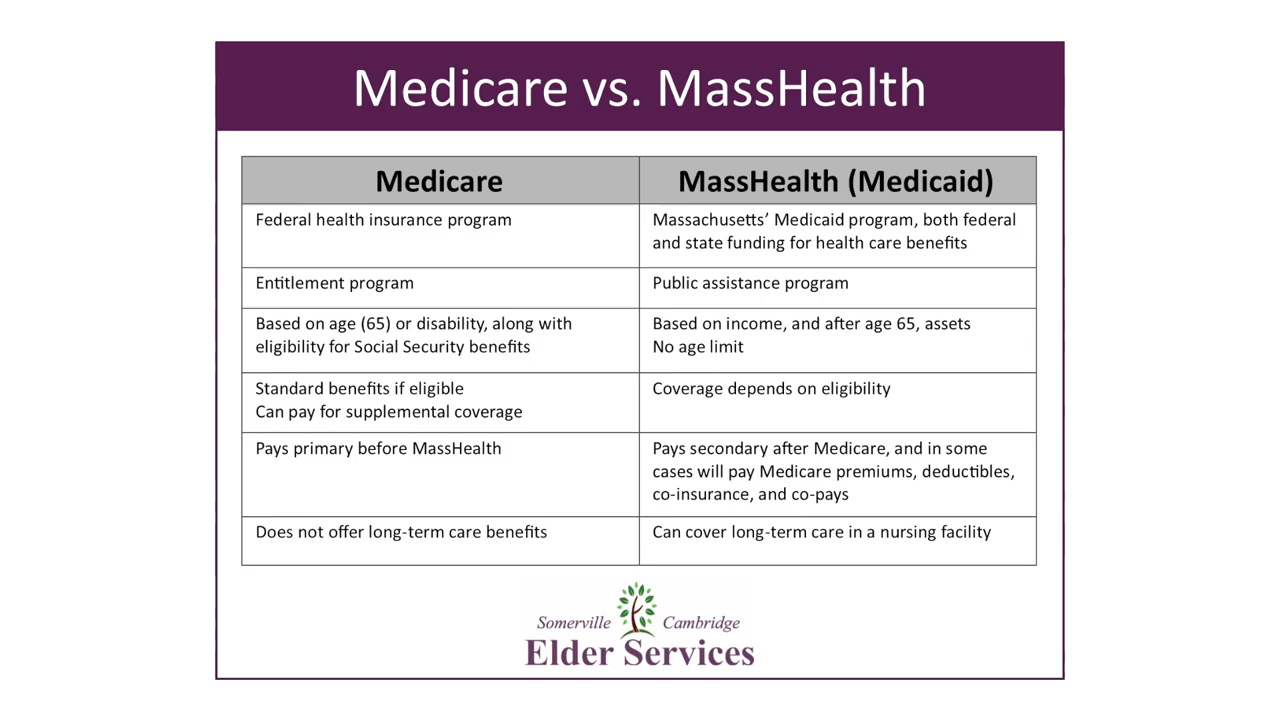 Medicare vs. MassHealth
Medicare
MassHealth (Medicaid)
Federal health insurance program
Massachusetts’ Medicaid program, both federal
and state funding for health care benefits
Entitlement program
Public assistance program
Based on age (65) or disability, along with
eligibility for Social Security benefits
Based on income, and after age 65, assets
No age limit
Standard benefits if eligible
Can pay for supplemental coverage
Coverage depends on eligibility
Pays primary before MassHealth
Pays secondary after Medicare, and in some
cases will pay Medicare premiums, deductibles,
co-insurance, and co-pays
Does not offer long-term care benefits
Can cover long-term care in a nursing facility
Somerville Cambridge
Elder Services